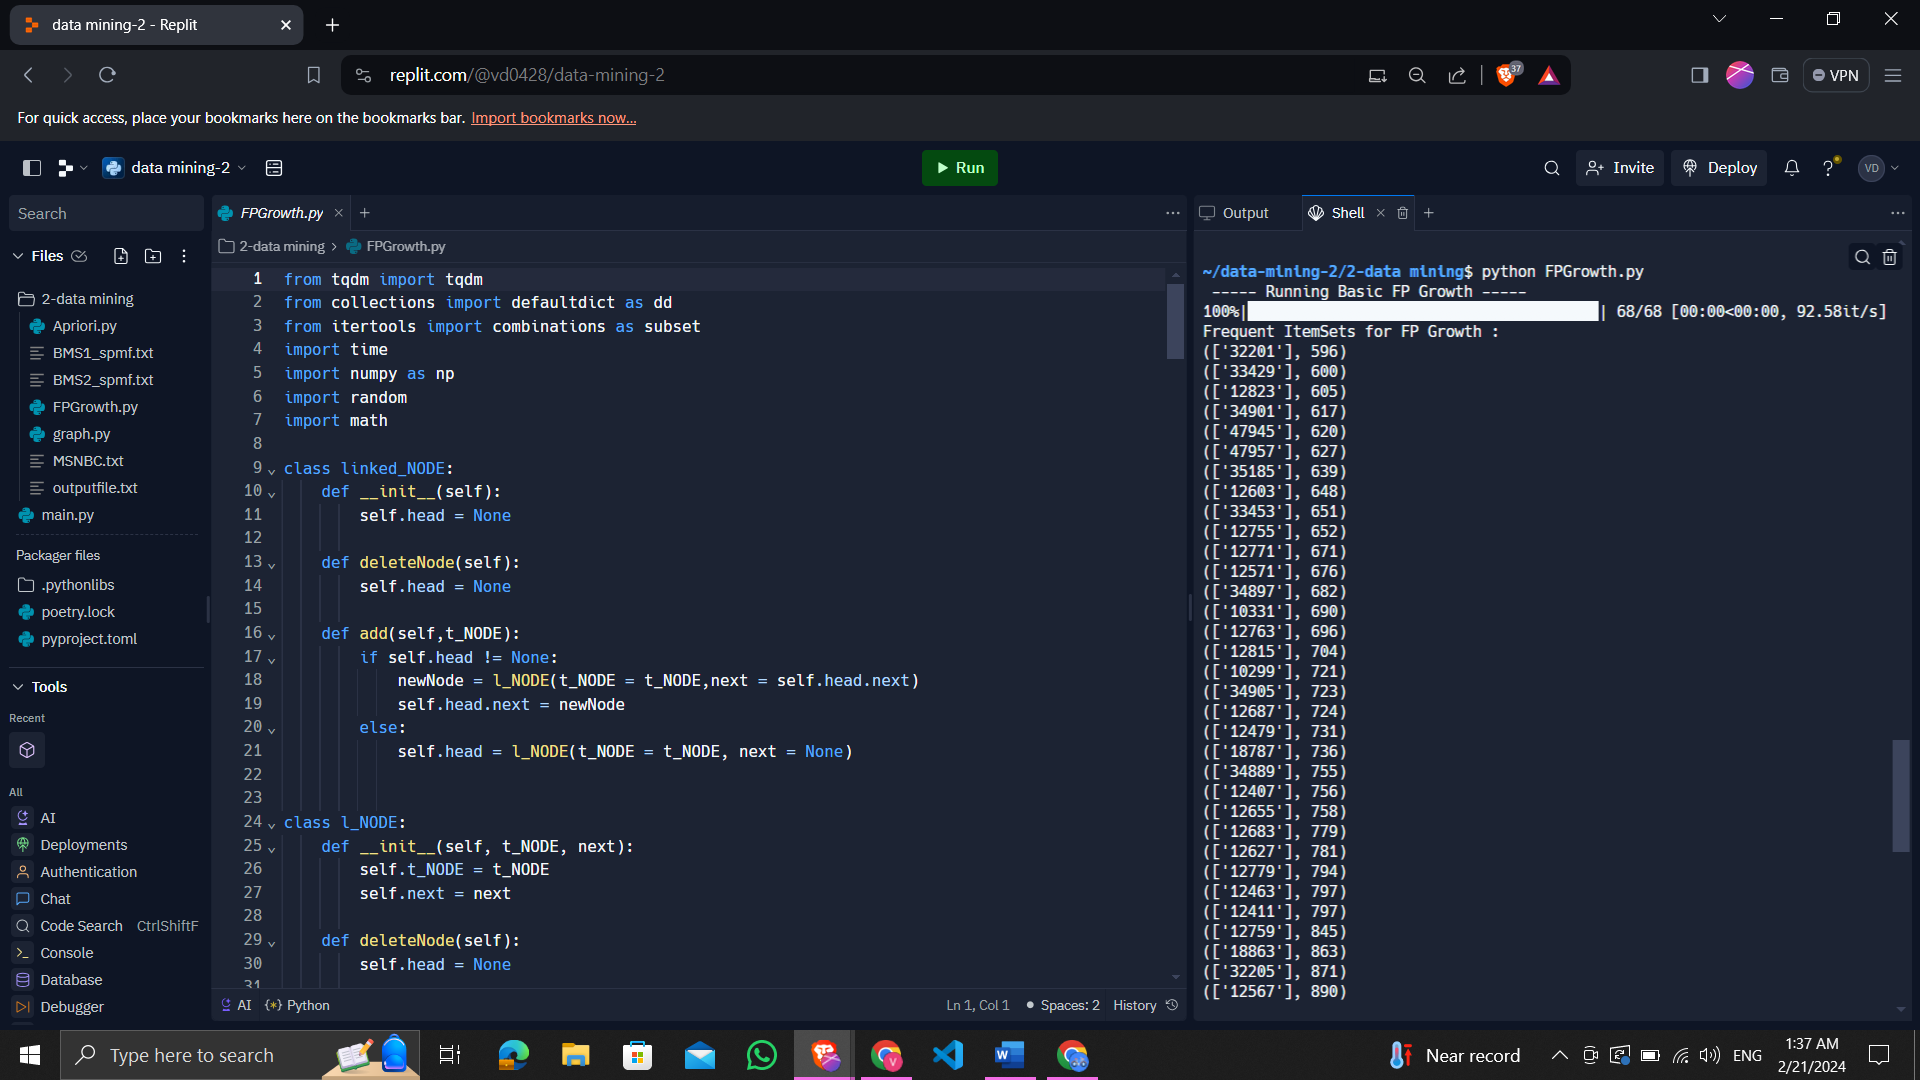 data mining-2 - Replit
replit.com/@vd0428/data-mining-2
37
VPN
For quick access, place your bookmarks here on the bookmarks bar. Import bookmarks now...
data mining-2
Run
Invite
Deploy
VD
Search
Files
2-data mining
Apriori.py
BMS1_spmf.txt
BMS2_spmf.txt
FPGrowth.py
graph.py
MSNBC.txt
outputfile.txt
main.py
Packager files
.pythonlibs
poetry.lock
pyproject.toml
Tools
Recent
All
AI
Deployments
Authentication
Chat
Code Search CtrlShiftF
Console
Database
Debugger
FPGrowth.py
2-data mining > FPGrowth.py
1 from tqdm import tqdm
2 from collections import defaultdict as dd
3 from itertools import combinations as subset
4 import time
5 import numpy as np
6 import random
7 import math
8
9 class linked_NODE:
10 def __init__(self):
11 self.head = None
12
13 def deleteNode(self):
14 self.head = None
15
16 def add(self,t_NODE):
17 if self.head != None:
18 newNode = l_NODE(t_NODE = t_NODE,next = self.head.next)
19 self.head.next = newNode
20 else:
21 self.head = l_NODE(t_NODE = t_NODE, next = None)
22
23
24 class l_NODE:
25 def __init__(self, t_NODE, next):
26 self.t_NODE = t_NODE
27 self.next = next
28
29 def deleteNode(self):
30 self.head = None
31
AI {*} Python
Ln 1, Col 1 • Spaces: 2 History
Output
Shell
~/data-mining-2/2-data mining$ python FPGrowth.py
----- Running Basic FP Growth -----
100%| | 68/68 [00:00<00:00, 92.58it/s]
Frequent ItemSets for FP Growth :
(['32201'], 596)
(['33429'], 600)
(['12823'], 605)
(['34901'], 617)
(['47945'], 620)
(['47957'], 627)
(['35185'], 639)
(['12603'], 648)
(['33453'], 651)
(['12755'], 652)
(['12771'], 671)
(['12571'], 676)
(['34897'], 682)
(['10331'], 690)
(['12763'], 696)
(['12815'], 704)
(['10299'], 721)
(['34905'], 723)
(['12687'], 724)
(['12479'], 731)
(['18787'], 736)
(['34889'], 755)
(['12407'], 756)
(['12655'], 758)
(['12683'], 779)
(['12627'], 781)
(['12779'], 794)
(['12463'], 797)
(['12411'], 797)
(['12759'], 845)
(['18863'], 863)
(['32205'], 871)
(['12567'], 890)
Type here to search
Near record
ENG
1:37 AM
2/21/2024